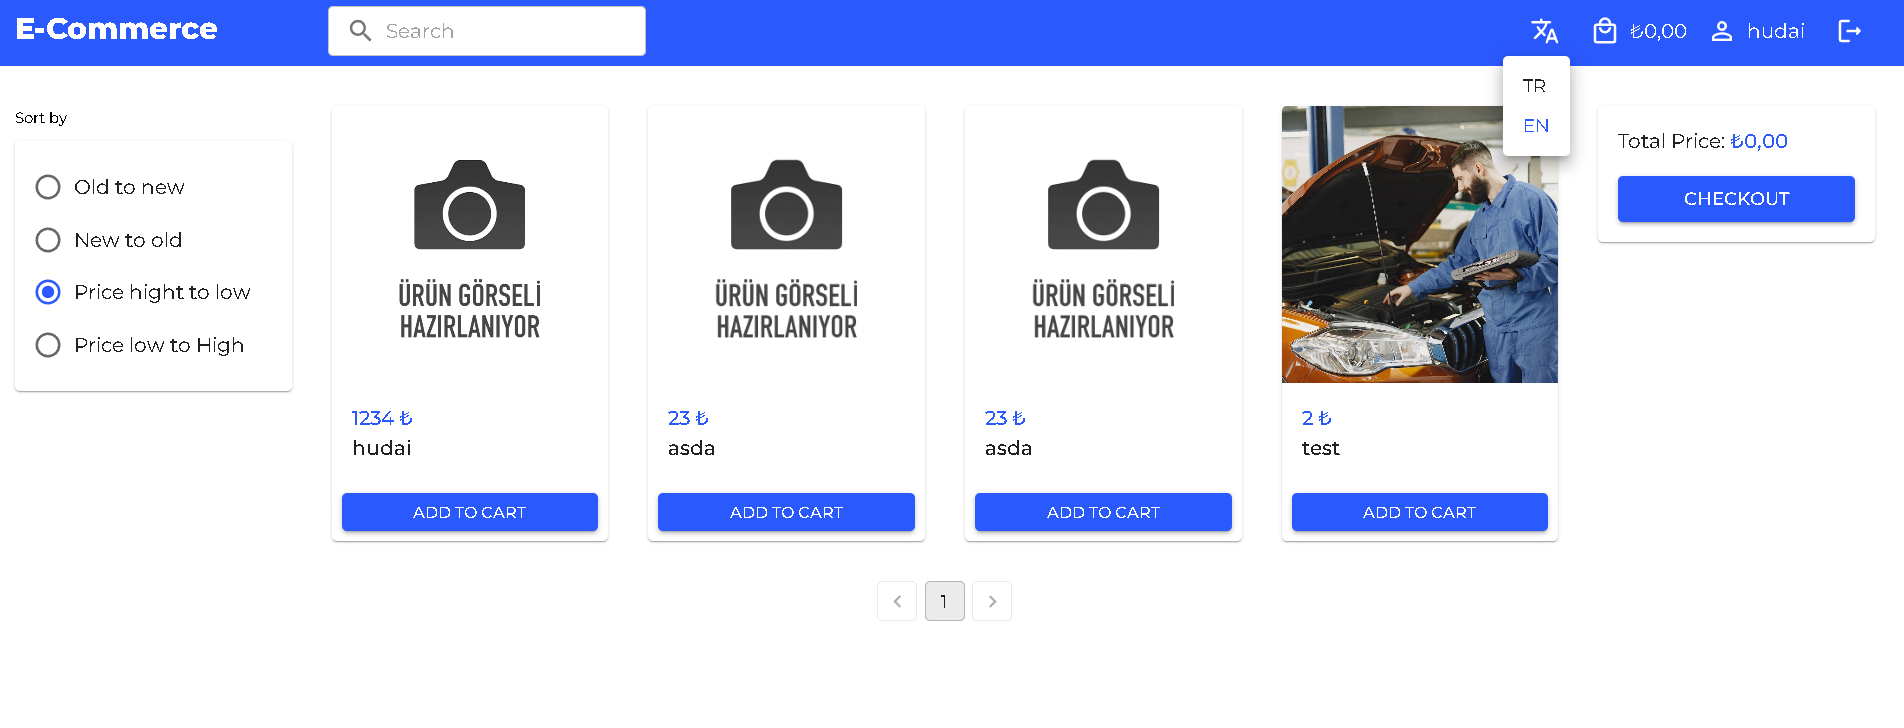 E-Commerce
Search
₺0,00
hudai
TR
EN
Sort by
Old to new
New to old
Price hight to low
Price low to High
ÜRÜN GÖRSELİ
HAZIRLANIYOR
1234 ₺
hudai
ADD TO CART
ÜRÜN GÖRSELİ
HAZIRLANIYOR
23 ₺
asda
ADD TO CART
ÜRÜN GÖRSELİ
HAZIRLANIYOR
23 ₺
asda
ADD TO CART
2 ₺
test
ADD TO CART
Total Price: ₺0,00
CHECKOUT
1